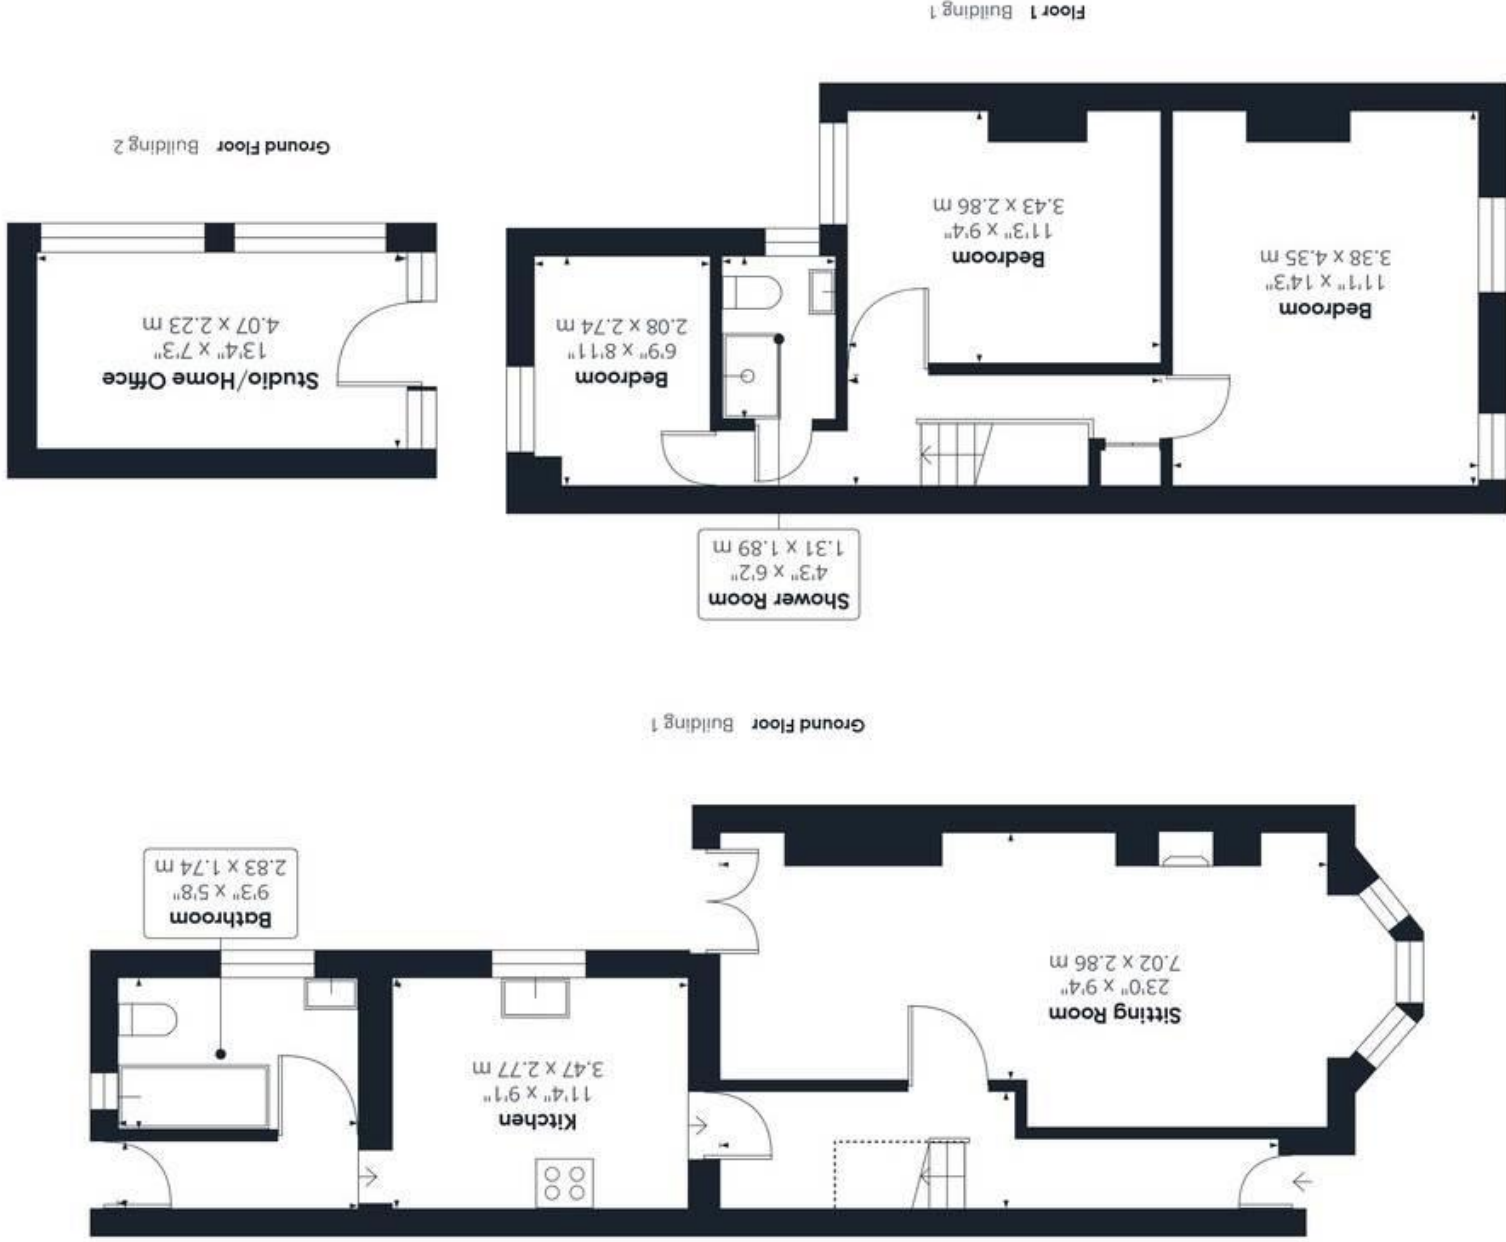 Sitting Room
23'0" x 9'4"
7.02 x 2.86 m
Kitchen
11'4" x 9'1"
3.47 x 2.77 m
Bathroom
9'3" x 5'8"
2.83 x 1.74 m
Ground Floor Building 1
Shower Room
4'3" x 6'2"
1.31 x 1.89 m
Bedroom
11'1" x 14'3"
3.38 x 4.35 m
Bedroom
11'3" x 9'4"
3.43 x 2.86 m
Bedroom
6'9" x 8'11"
2.08 x 2.74 m
Floor 1 Building 1
Studio/Home Office
13'4" x 7'3"
4.07 x 2.23 m
Ground Floor Building 2